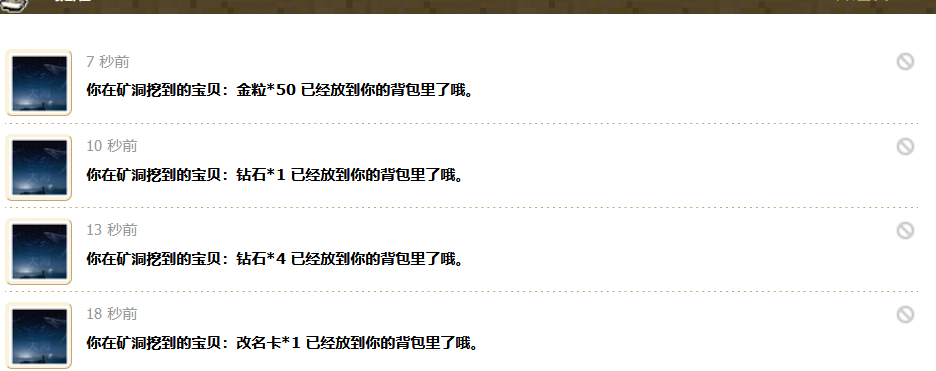 7 秒前
你在矿洞挖到的宝贝：金粒*50 已经放到你的背包里了哦。
10 秒前
你在矿洞挖到的宝贝：钻石*1 已经放到你的背包里了哦。
13 秒前
你在矿洞挖到的宝贝：钻石*4 已经放到你的背包里了哦。
18 秒前
你在矿洞挖到的宝贝：改名卡*1 已经放到你的背包里了哦。